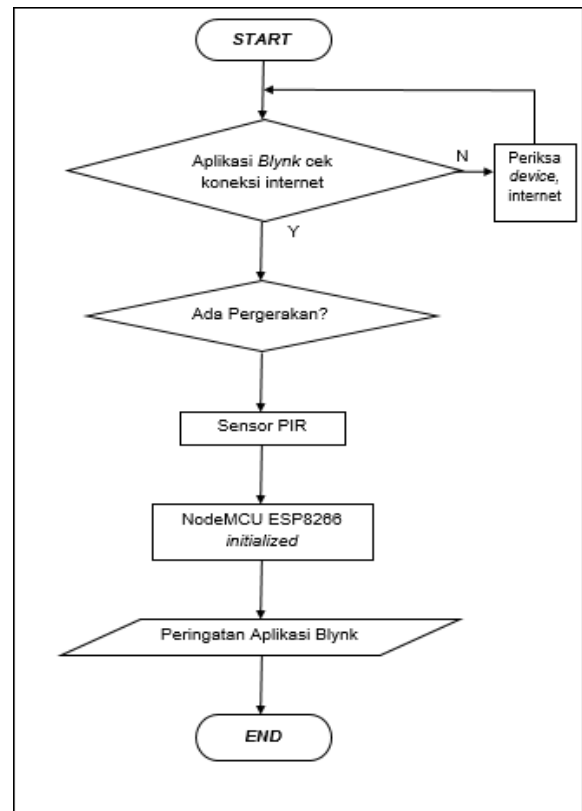 START
Aplikasi Blynk cek
koneksi internet
N
Periksa
device,
internet
Y
Ada Pergerakan?
Sensor PIR
NodeMCU ESP8266
initialized
Peringatan Aplikasi Blynk
END